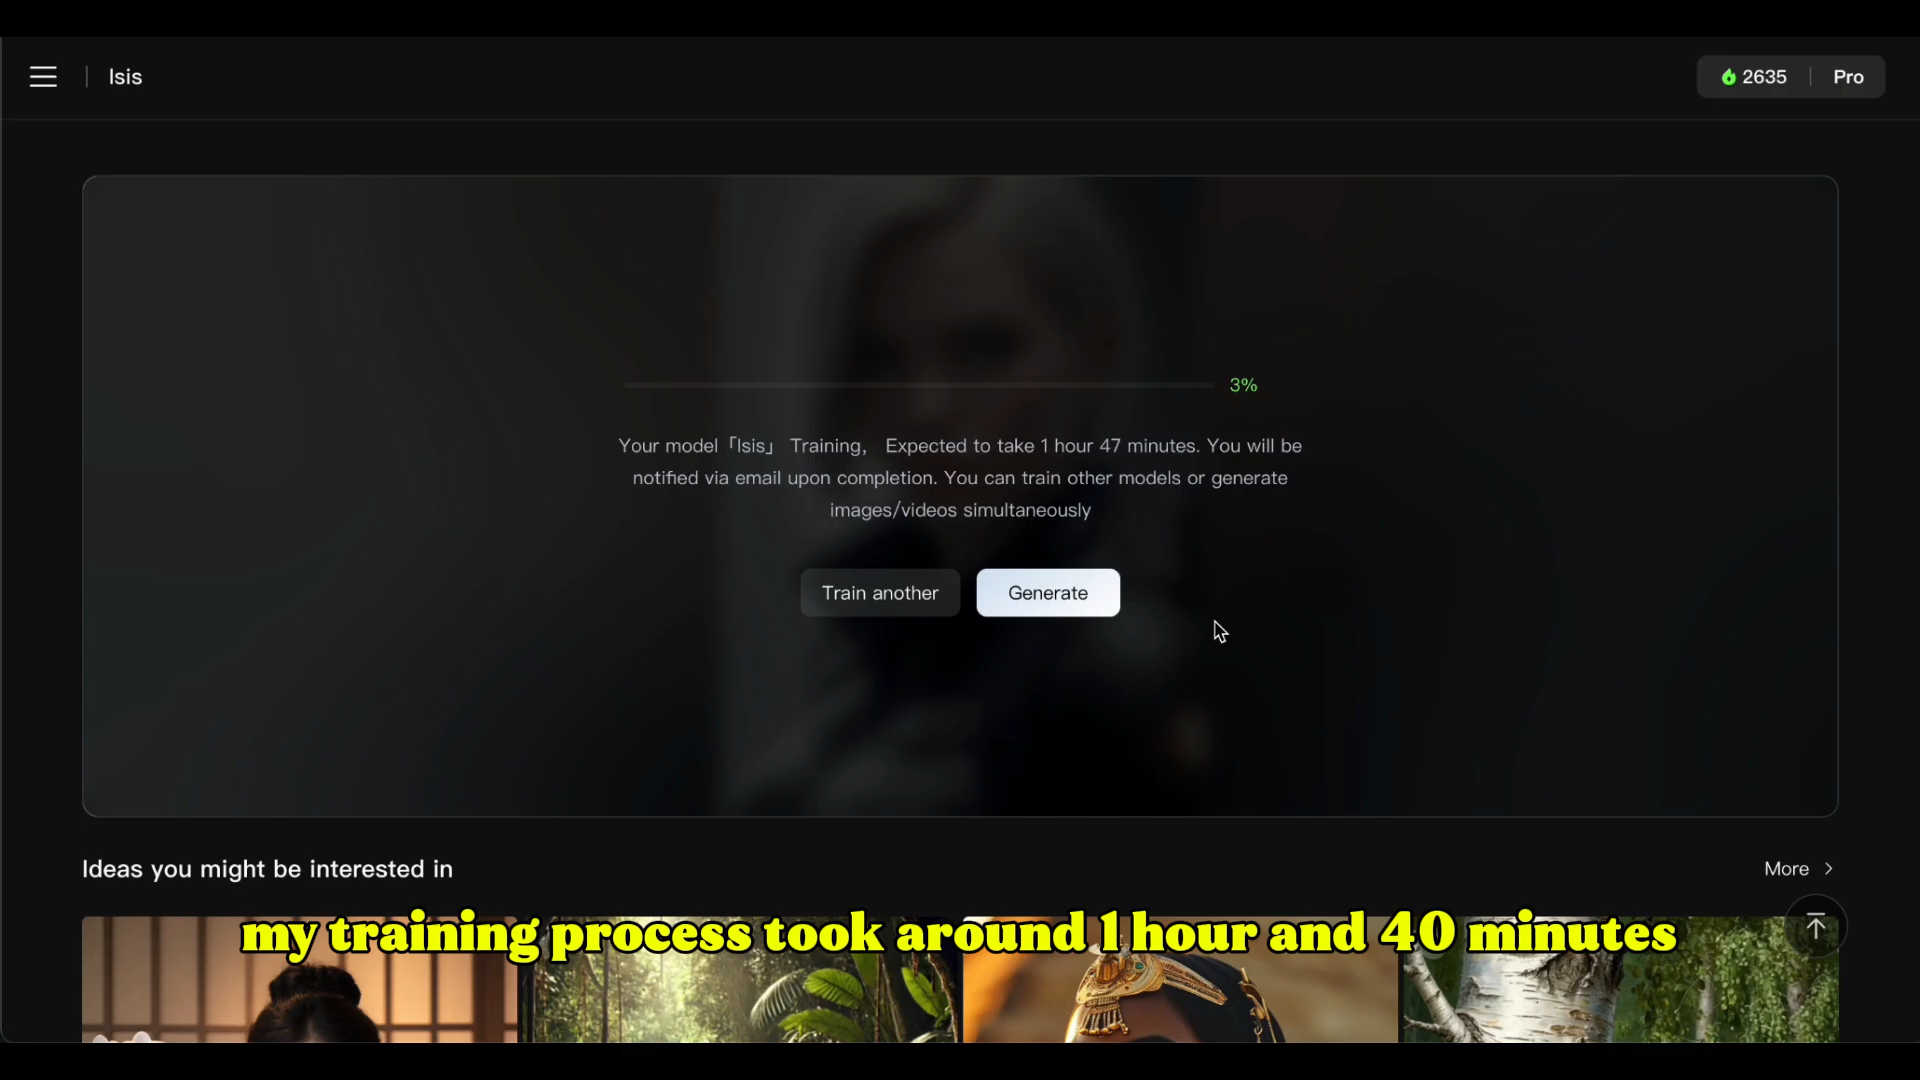 Isis
2635
Pro
3%
Your model「Isis」 Training, Expected to take 1 hour 47 minutes. You will be
notified via email upon completion. You can train other models or generate
images/videos simultaneously
Train another
Generate
Ideas you might be interested in
More
my training process took around 1 hour and 40 minutes